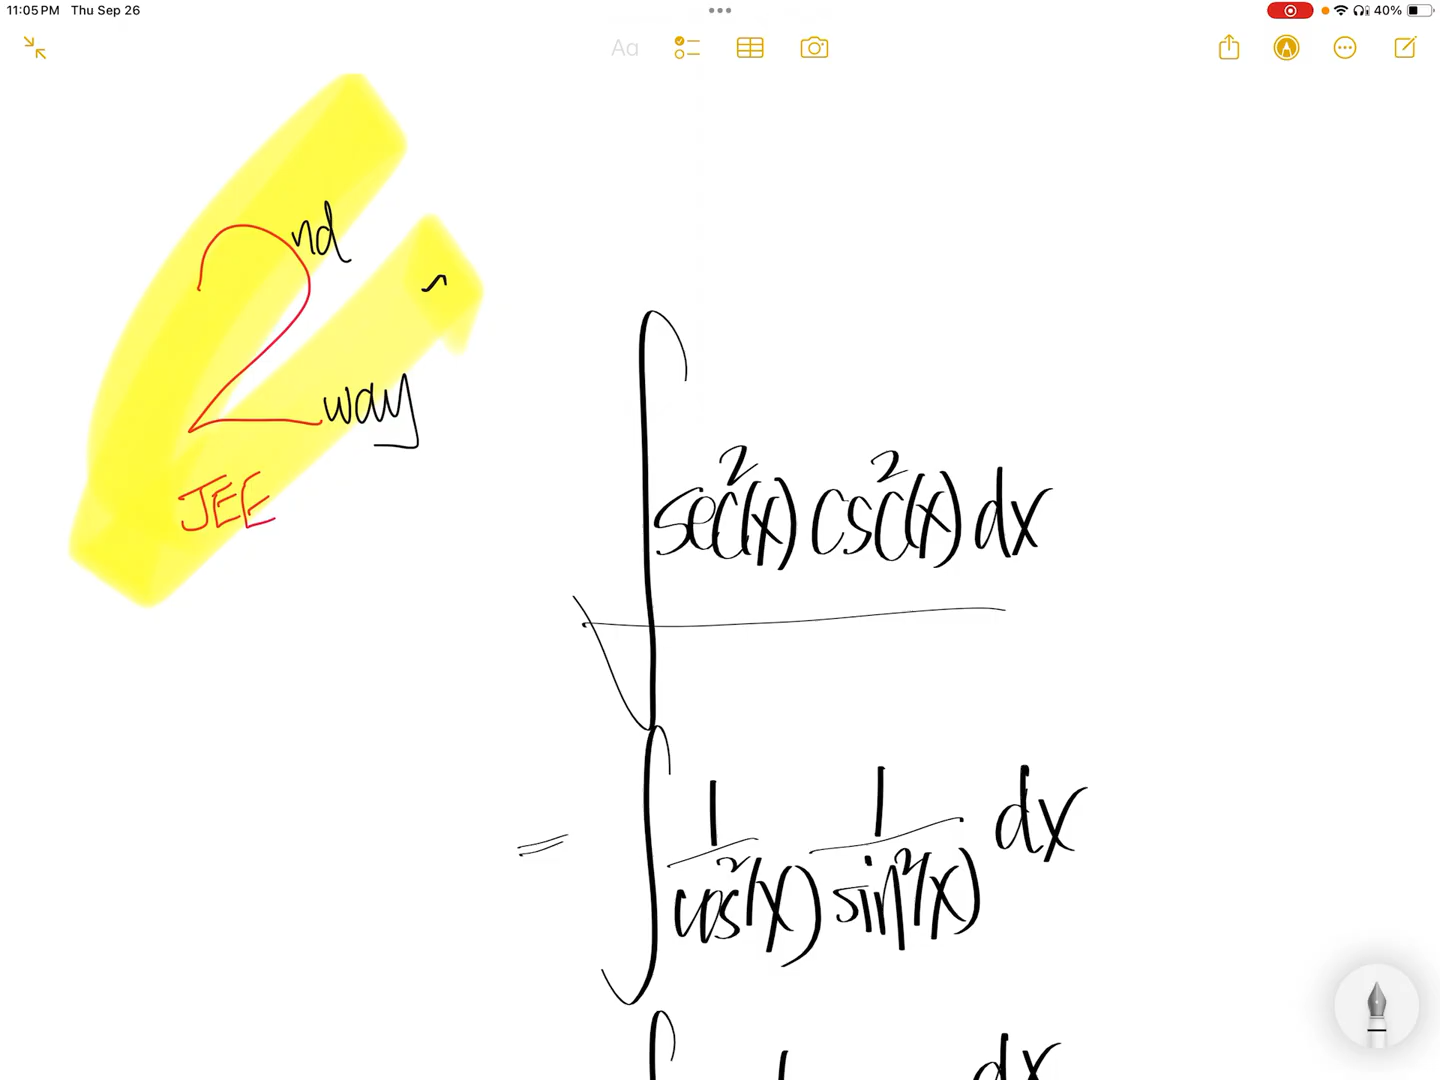 11:05 PM Thu Sep 26
40%
Aa
2nd
way
JEE
∫ sec²(x) csc²(x) dx
= ∫ 1/cos²(x) 1/sin²(x) dx
∫ dx